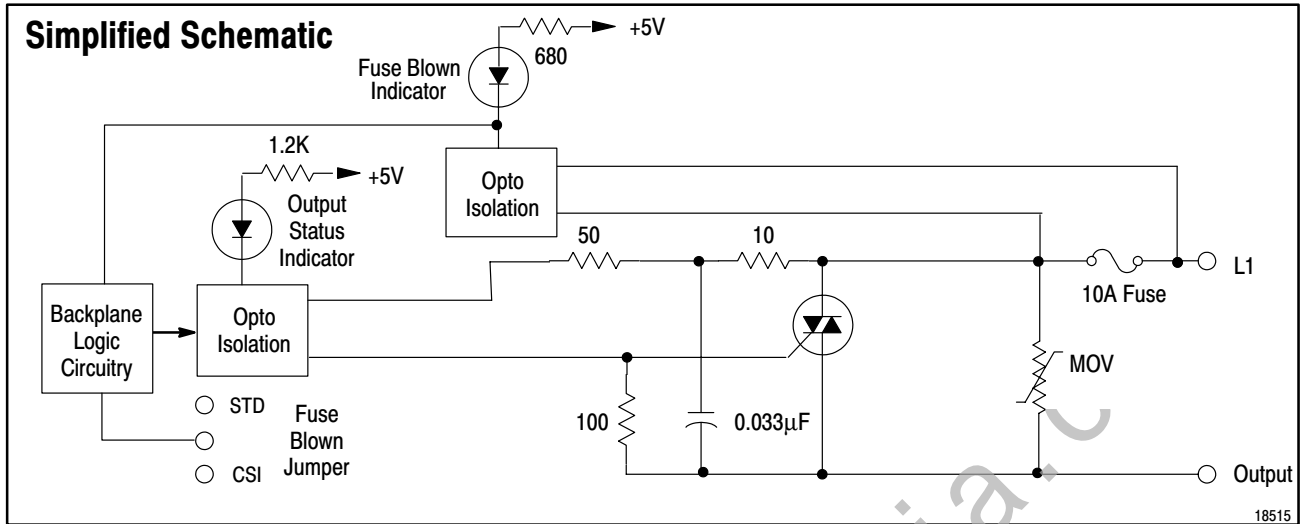 Simplified Schematic
+5V
680
Fuse Blown
Indicator
1.2K
+5V
Opto
Isolation
Output
Status
Indicator
50
10
L1
10A Fuse
Backplane
Logic
Circuitry
Opto
Isolation
MOV
STD
Fuse
Blown
Jumper
CSI
100
0.033µF
Output
18515